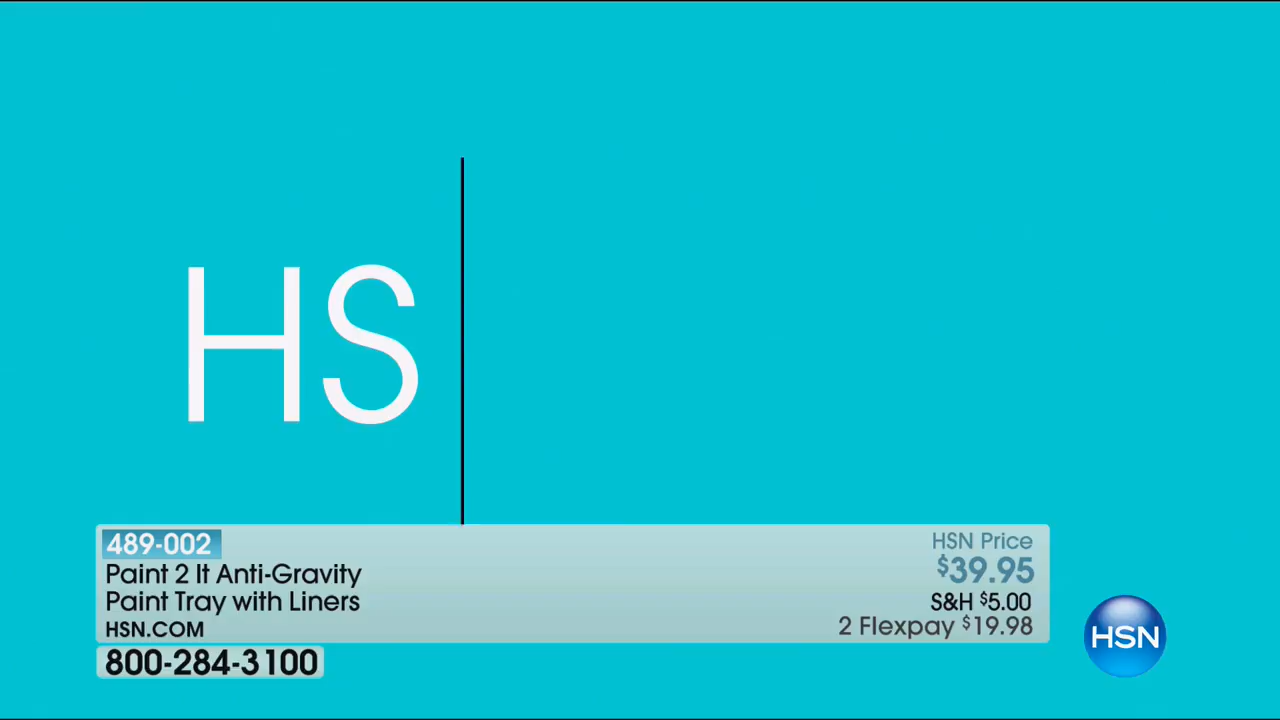 HS
489-002
Paint 2 It Anti-Gravity
Paint Tray with Liners
HSN.COM
800-284-3100
HSN Price
$39.95
S&H $5.00
2 Flexpay $19.98
HSN